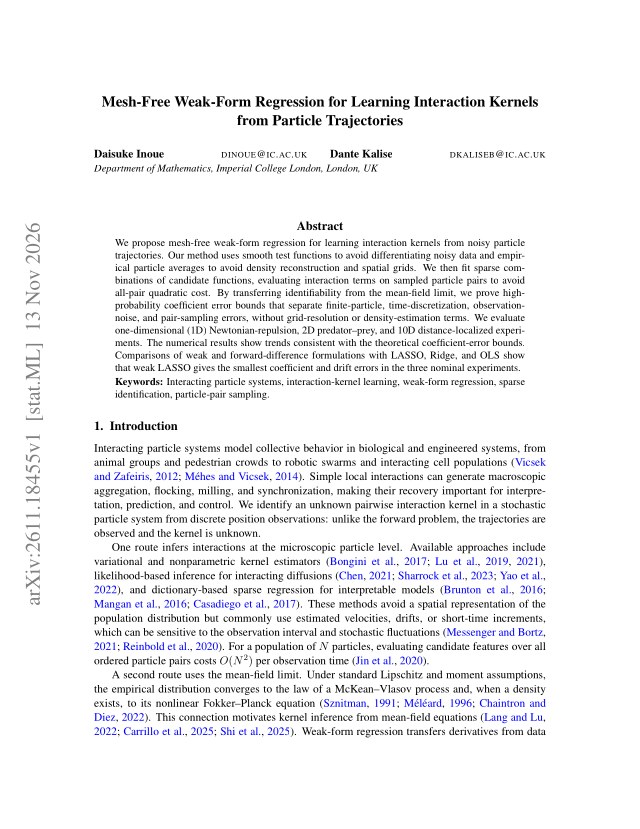 Mesh-Free Weak-Form Regression for Learning Interaction Kernels
from Particle Trajectories
Daisuke Inoue DINOUE@IC.AC.UK Dante Kalise DKALISEB@IC.AC.UK
Department of Mathematics, Imperial College London, London, UK
arXiv:2611.18455v1 [stat.ML] 13 Nov 2026
Abstract
We propose mesh-free weak-form regression for learning interaction kernels from noisy particle
trajectories. Our method uses smooth test functions to avoid differentiating noisy data and empir-
ical particle averages to avoid density reconstruction and spatial grids. We then fit sparse com-
binations of candidate functions, evaluating interaction terms on sampled particle pairs to avoid
all-pair quadratic cost. By transferring identifiability from the mean-field limit, we prove high-
probability coefficient error bounds that separate finite-particle, time-discretization, observation-
noise, and pair-sampling errors, without grid-resolution or density-estimation terms. We evaluate
one-dimensional (1D) Newtonian-repulsion, 2D predator–prey, and 10D distance-localized experi-
ments. The numerical results show trends consistent with the theoretical coefficient-error bounds.
Comparisons of weak and forward-difference formulations with LASSO, Ridge, and OLS show
that weak LASSO gives the smallest coefficient and drift errors in the three nominal experiments.
Keywords: Interacting particle systems, interaction-kernel learning, weak-form regression, sparse
identification, particle-pair sampling.
1. Introduction
Interacting particle systems model collective behavior in biological and engineered systems, from
animal groups and pedestrian crowds to robotic swarms and interacting cell populations (Vicsek
and Zafeiris, 2012; Méhes and Vicsek, 2014). Simple local interactions can generate macroscopic
aggregation, flocking, milling, and synchronization, making their recovery important for interpre-
tation, prediction, and control. We identify an unknown pairwise interaction kernel in a stochastic
particle system from discrete position observations: unlike the forward problem, the trajectories are
observed and the kernel is unknown.
One route infers interactions at the microscopic particle level. Available approaches include
variational and nonparametric kernel estimators (Bongini et al., 2017; Lu et al., 2019, 2021),
likelihood-based inference for interacting diffusions (Chen, 2021; Sharrock et al., 2023; Yao et al.,
2022), and dictionary-based sparse regression for interpretable models (Brunton et al., 2016;
Mangan et al., 2016; Casadiego et al., 2017). These methods avoid a spatial representation of the
population distribution but commonly use estimated velocities, drifts, or short-time increments,
which can be sensitive to the observation interval and stochastic fluctuations (Messenger and Bortz,
2021; Reinbold et al., 2020). For a population of N particles, evaluating candidate features over all
ordered particle pairs costs O(N²) per observation time (Jin et al., 2020).
A second route uses the mean-field limit. Under standard Lipschitz and moment assumptions,
the empirical distribution converges to the law of a McKean–Vlasov process and, when a density
exists, to its nonlinear Fokker–Planck equation (Sznitman, 1991; Méléard, 1996; Chaintron and
Diez, 2022). This connection motivates kernel inference from mean-field equations (Lang and Lu,
2022; Carrillo et al., 2025; Shi et al., 2025). Weak-form regression transfers derivatives from data